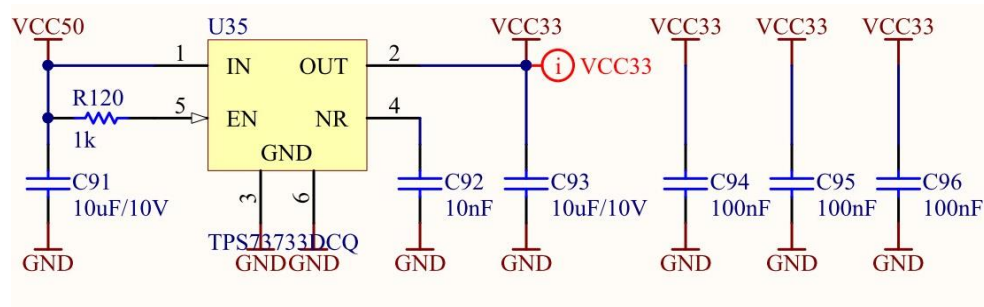 VCC50
U35
VCC33
VCC33
VCC33
VCC33
1
IN
OUT
2
i
VCC33
R120
5
EN
NR
4
1k
GND
C91
10uF/10V
3
6
C92
10nF
C93
10uF/10V
C94
100nF
C95
100nF
C96
100nF
TPS73733DCQ
GND
GND
GND
GND
GND
GND
GND
GND